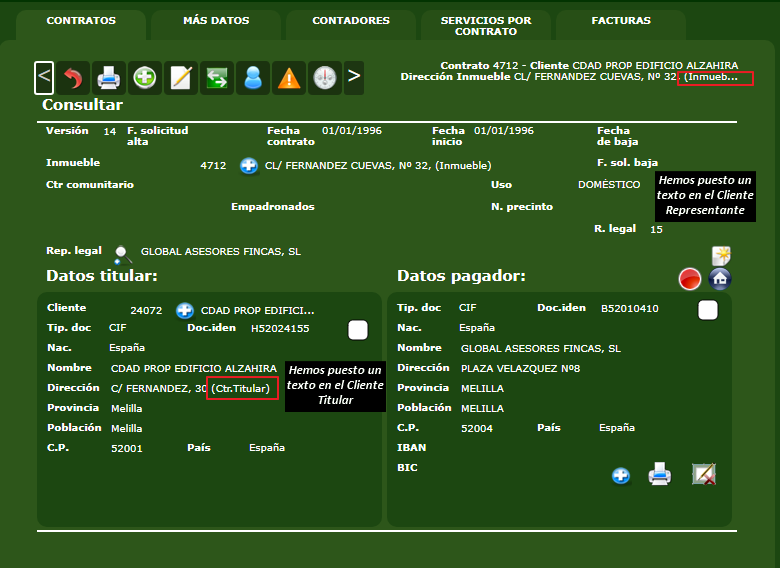 CONTRATOS
MÁS DATOS
CONTADORES
SERVICIOS POR
CONTRATO
FACTURAS
Contrato 4712 - Cliente CDAD PROP EDIFICIO ALZAHIRA
Dirección Inmueble CL/ FERNANDEZ CUEVAS, Nº 32, (Inmueb...
Consultar
Versión 14 F. solicitud
alta
Fecha
contrato
01/01/1996
Fecha
inicio
01/01/1996
Fecha
de baja
Inmueble 4712 CL/ FERNANDEZ CUEVAS, Nº 32, (Inmueble) F. sol. baja
Ctr comunitario Uso DOMÉSTICO
Hemos puesto un
texto en el Cliente
Representante
Empadronados N. precinto
R. legal 15
Rep. legal GLOBAL ASESORES FINCAS, SL
Datos titular:
Cliente 24072 CDAD PROP EDIFICI...
Tip. doc CIF Doc.iden H52024155
Nac. España
Nombre CDAD PROP EDIFICIO ALZAHIRA
Dirección C/ FERNANDEZ, 30 (Ctr.Titular)
Provincia Melilla
Población Melilla
C.P. 52001 País España
Hemos puesto un
texto en el Cliente
Titular
Datos pagador:
Tip. doc CIF Doc.iden B52010410
Nac. España
Nombre GLOBAL ASESORES FINCAS, SL
Dirección PLAZA VELAZQUEZ Nº8
Provincia MELILLA
Población MELILLA
C.P. 52004 País España
IBAN
BIC